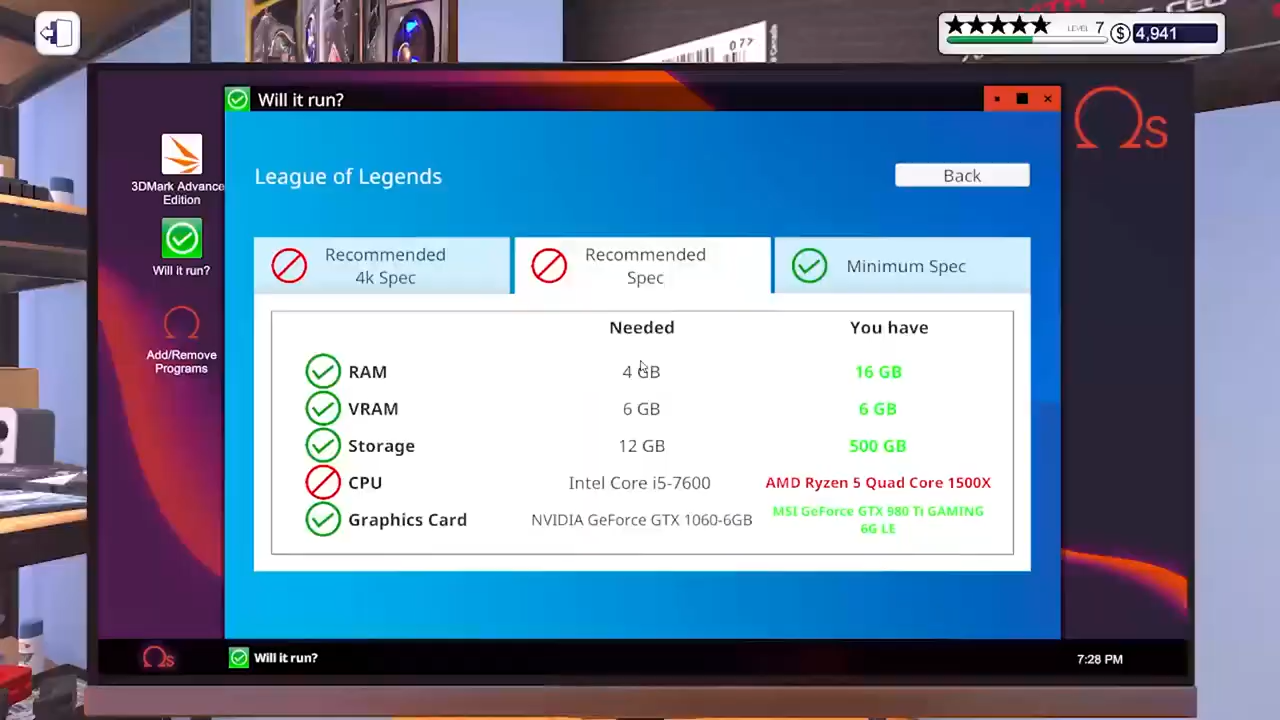 LEVEL 7
$ 4,941
077
Will it run?
S
3DMark Advance
Edition
Will it run?
Add/Remove
Programs
League of Legends
Back
Recommended
4k Spec
Recommended
Spec
Minimum Spec
Needed
You have
RAM
4 GB
16 GB
VRAM
6 GB
6 GB
Storage
12 GB
500 GB
CPU
Intel Core i5-7600
AMD Ryzen 5 Quad Core 1500X
Graphics Card
NVIDIA GeForce GTX 1060-6GB
MSI GeForce GTX 980 Ti GAMING
6G LE
S
Will it run?
7:28 PM